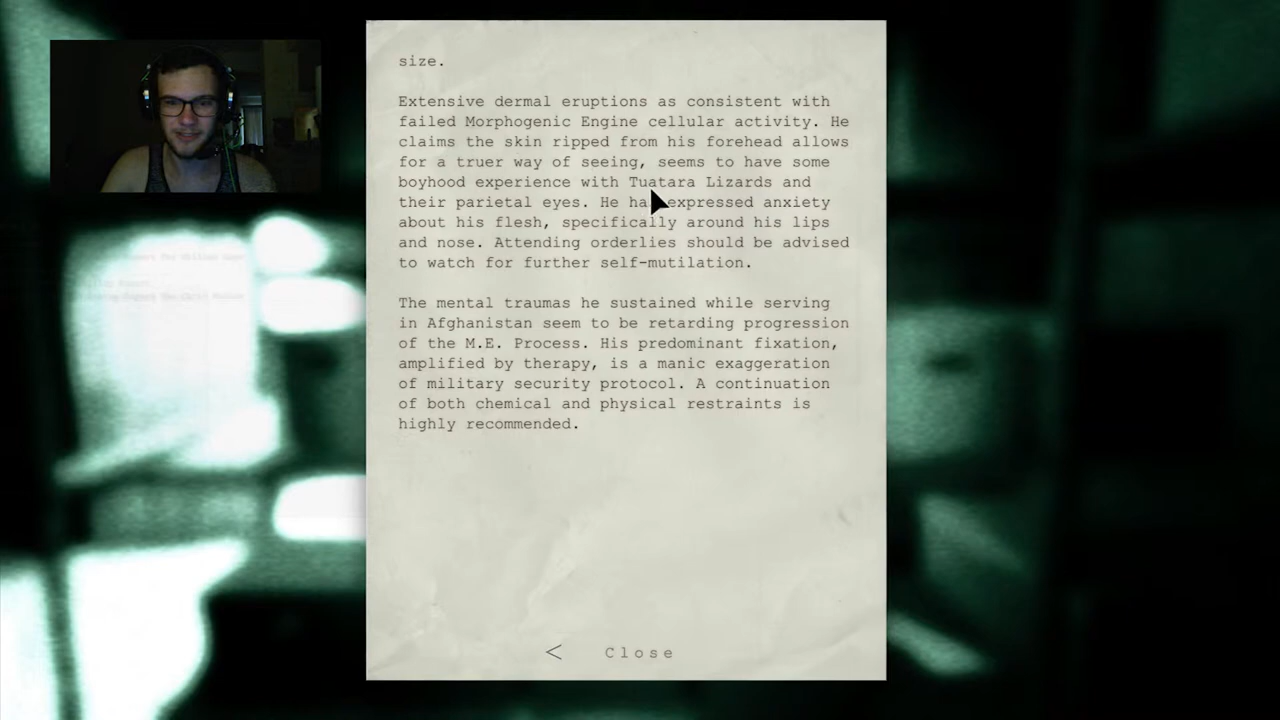 size.
Extensive dermal eruptions as consistent with
failed Morphogenic Engine cellular activity. He
claims the skin ripped from his forehead allows
for a truer way of seeing, seems to have some
boyhood experience with Tuatara Lizards and
their parietal eyes. He expressed anxiety
about his flesh, specifically around his lips
and nose. Attending orderlies should be advised
to watch for further self-mutilation.
The mental traumas he sustained while serving
in Afghanistan seem to be retarding progression
of the M.E. Process. His predominant fixation,
amplified by therapy, is a manic exaggeration
of military security protocol. A continuation
of both chemical and physical restraints is
highly recommended.
< Close